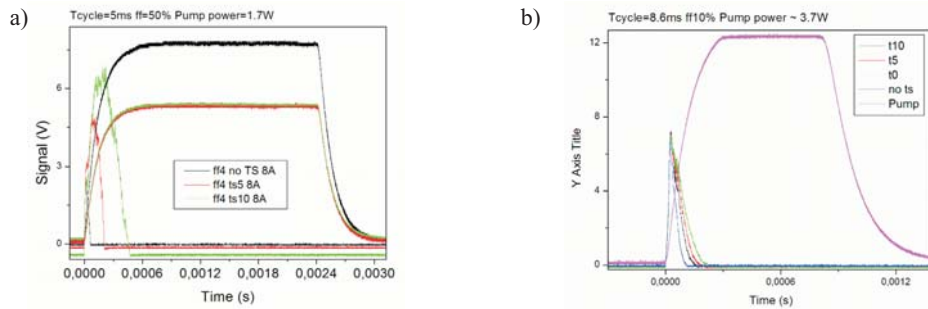 a)
Tcycle=5ms ff=50% Pump power=1.7W
Signal (V)
6
3
0
ff4 no TS 8A
ff4 ts5 8A
ff4 ts10 8A
0,0000 0,0006 0,0012 0,0018 0,0024 0,0030
Time (s)
b)
Tcycle=8.6ms ff10% Pump power ~ 3.7W
Y Axis Title
12
8
4
0
t10
t5
t0
no ts
Pump
0,0000 0,0006 0,0012
Time (s)